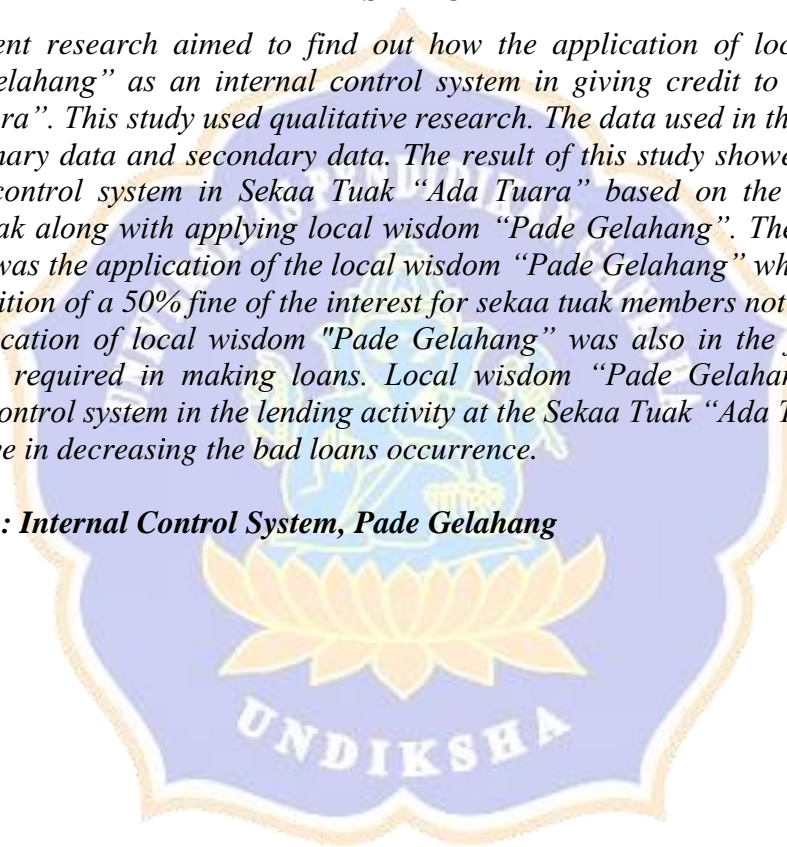 ent research aimed to find out how the application of loc
elahang” as an internal control system in giving credit to
ra”. This study used qualitative research. The data used in th
nary data and secondary data. The result of this study showe
control system in Sekaa Tuak “Ada Tuara” based on the
ak along with applying local wisdom “Pade Gelahang”. The
was the application of the local wisdom “Pade Gelahang” wh
ition of a 50% fine of the interest for sekaa tuak members not
cation of local wisdom "Pade Gelahang” was also in the
required in making loans. Local wisdom “Pade Gelahan
ontrol system in the lending activity at the Sekaa Tuak “Ada T
e in decreasing the bad loans occurrence.
: Internal Control System, Pade Gelahang
UNDIKSHA